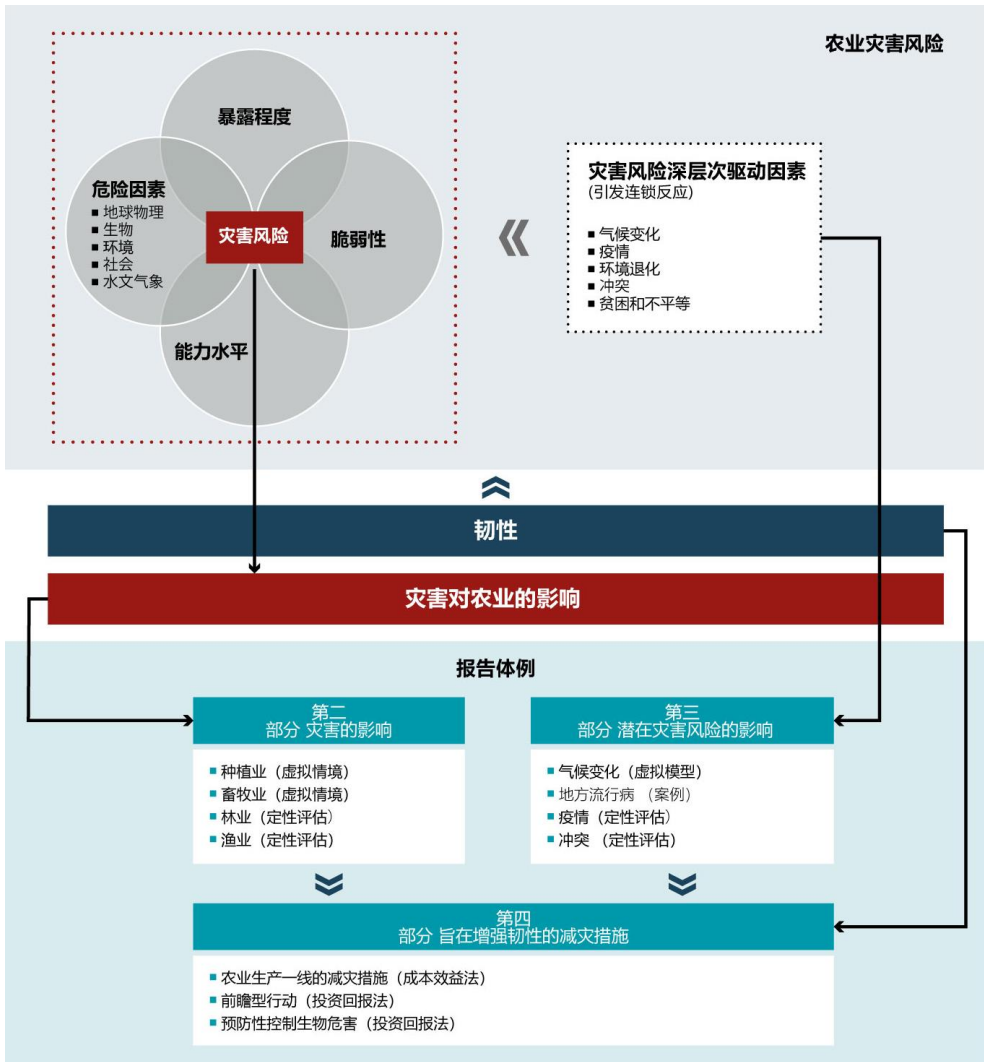 农业灾害风险
暴露程度
危险因素
■ 地球物理
■ 生物
■ 环境
■ 社会
■ 水文气象
灾害风险
脆弱性
能力水平
灾害风险深层次驱动因素
(引发连锁反应)
■ 气候变化
■ 疫情
■ 环境退化
■ 冲突
■ 贫困和不平等
韧性
灾害对农业的影响
报告体例
第二
部分 灾害的影响
■ 种植业（虚拟情境）
■ 畜牧业（虚拟情境）
■ 林业（定性评估）
■ 渔业（定性评估）
第三
部分 潜在灾害风险的影响
■ 气候变化（虚拟模型）
■ 地方流行病 （案例）
■ 疫情（定性评估）
■ 冲突 （定性评估）
第四
部分 旨在增强韧性的减灾措施
■ 农业生产一线的减灾措施（成本效益法）
■ 前瞻型行动（投资回报法）
■ 预防性控制生物危害（投资回报法）